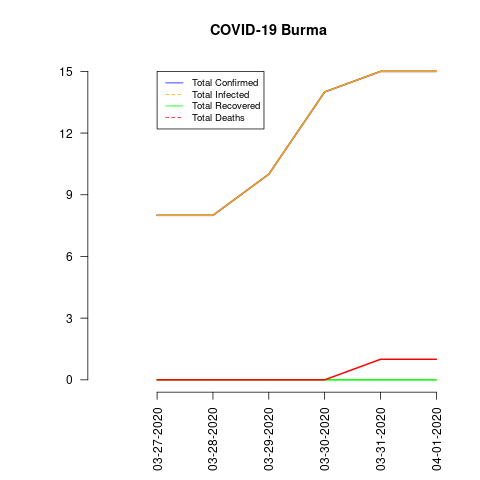 COVID-19 Burma
15
12
9
6
3
0
Total Confirmed
Total Infected
Total Recovered
Total Deaths
03-27-2020
03-28-2020
03-29-2020
03-30-2020
03-31-2020
04-01-2020